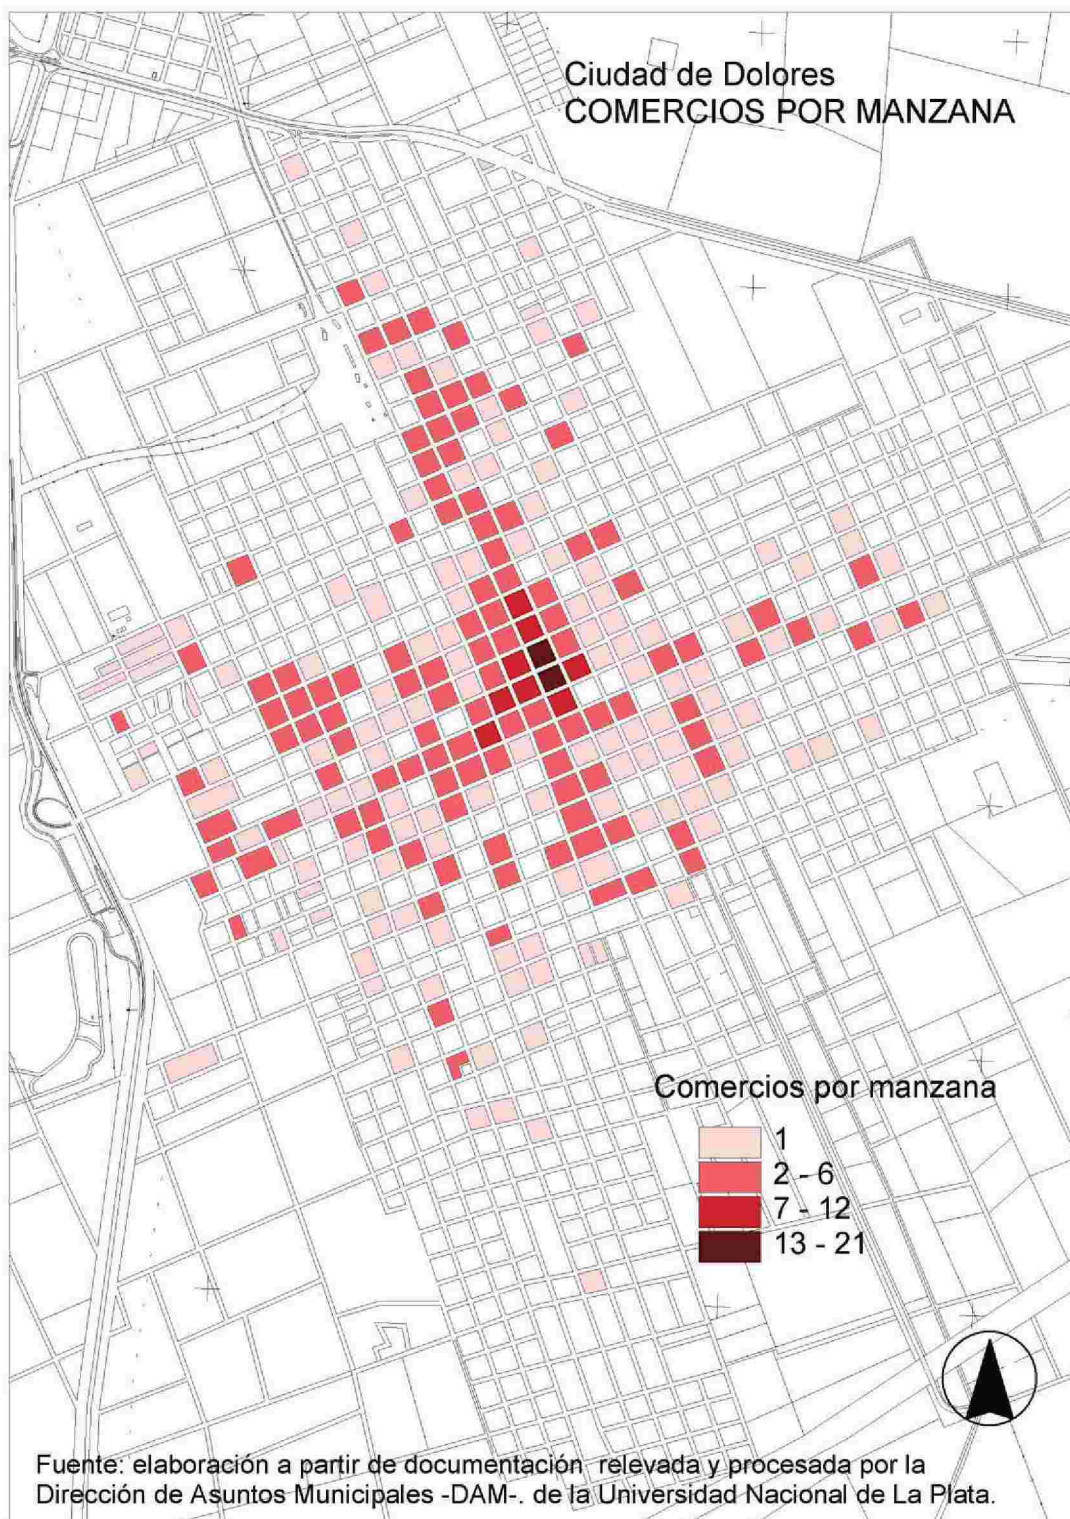 Ciudad de Dolores
COMERCIOS POR MANZANA
Comercios por manzana
1
2 - 6
7 - 12
13 - 21
Fuente: elaboración a partir de documentación relevada y procesada por la
Dirección de Asuntos Municipales -DAM-. de la Universidad Nacional de La Plata.